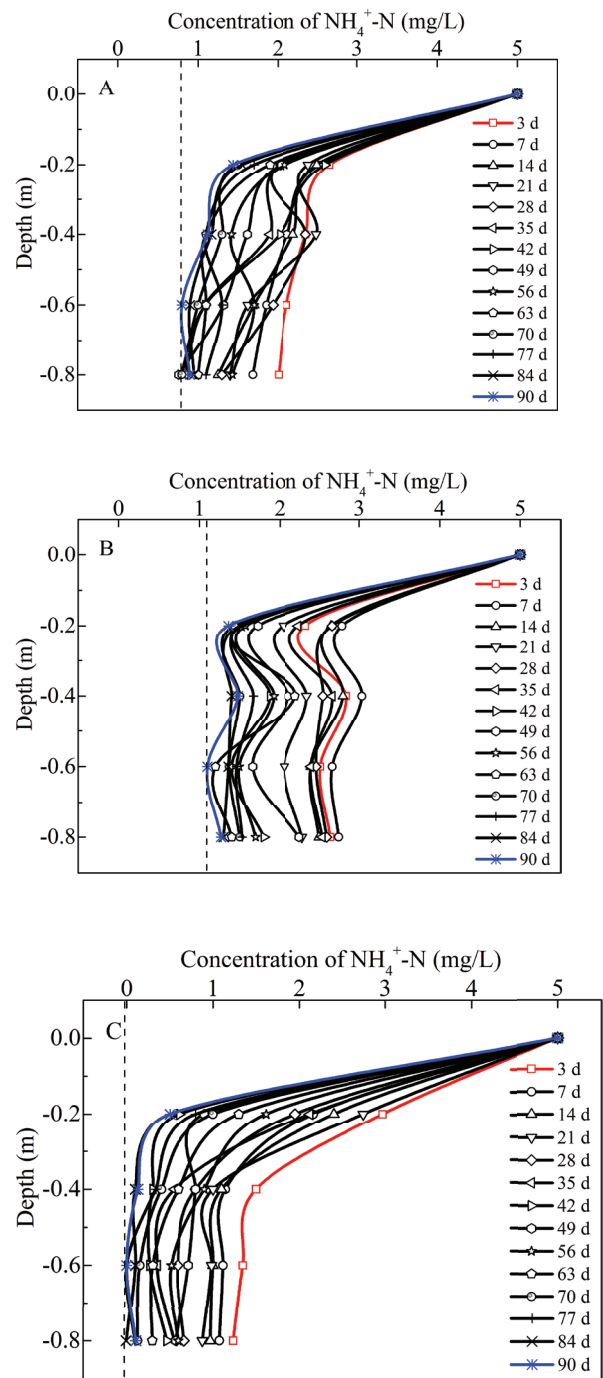 Concentration of NH₄⁺-N (mg/L)
0 1 2 3 4 5
A
Depth (m)
0.0
-0.2
-0.4
-0.6
-0.8
3 d
7 d
14 d
21 d
28 d
35 d
42 d
49 d
56 d
63 d
70 d
77 d
84 d
90 d
Concentration of NH₄⁺-N (mg/L)
0 1 2 3 4 5
B
Depth (m)
0.0
-0.2
-0.4
-0.6
-0.8
3 d
7 d
14 d
21 d
28 d
35 d
42 d
49 d
56 d
63 d
70 d
77 d
84 d
90 d
Concentration of NH₄⁺-N (mg/L)
0 1 2 3 4 5
C
Depth (m)
0.0
-0.2
-0.4
-0.6
-0.8
3 d
7 d
14 d
21 d
28 d
35 d
42 d
49 d
56 d
63 d
70 d
77 d
84 d
90 d